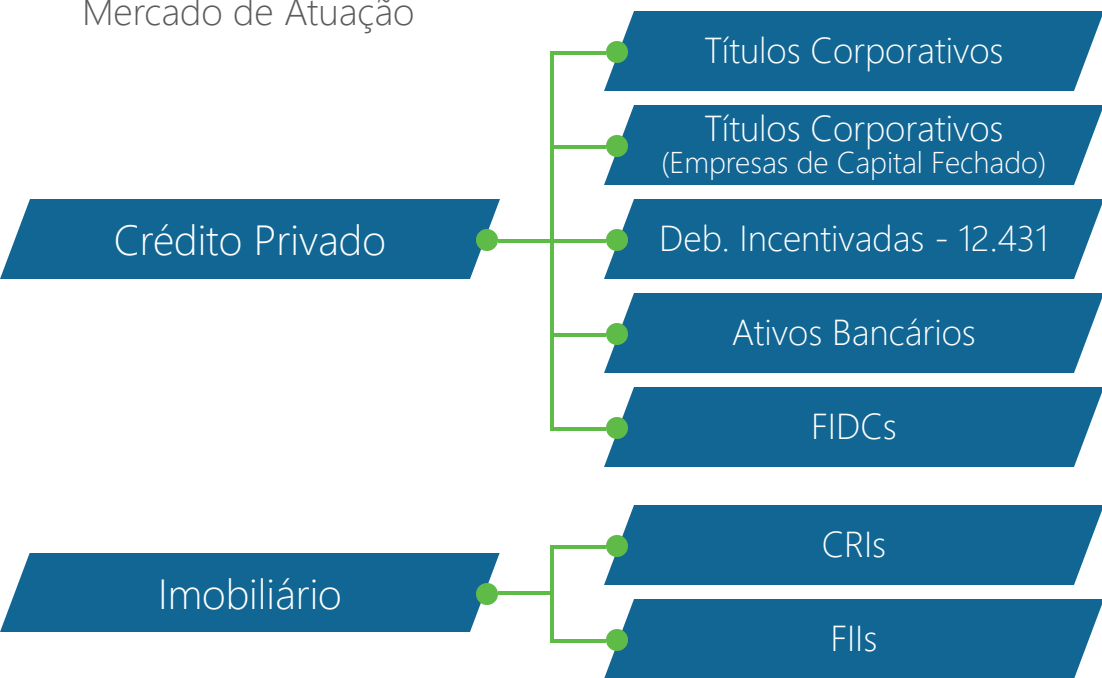 Mercado de Atuação
Crédito Privado
Títulos Corporativos
Títulos Corporativos
(Empresas de Capital Fechado)
Deb. Incentivadas - 12.431
Ativos Bancários
FIDCs
Imobiliário
CRIs
FIIs